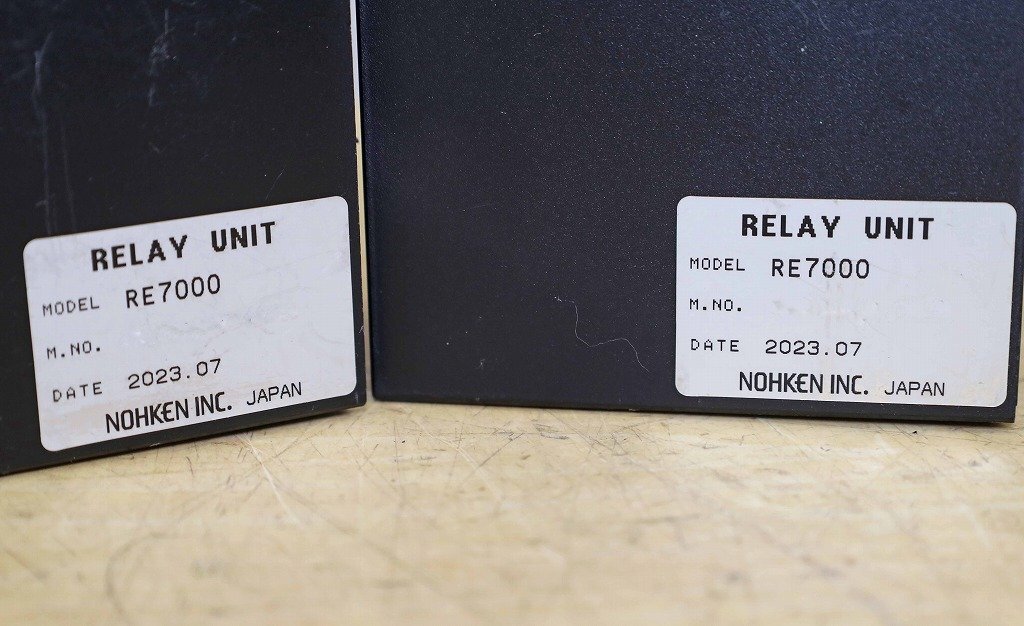 RELAY UNIT
MODEL RE7000
M.NO.
DATE 2023.07
NOHKEN INC. JAPAN
RELAY UNIT
MODEL RE7000
M.NO.
DATE 2023.07
NOHKEN INC. JAPAN